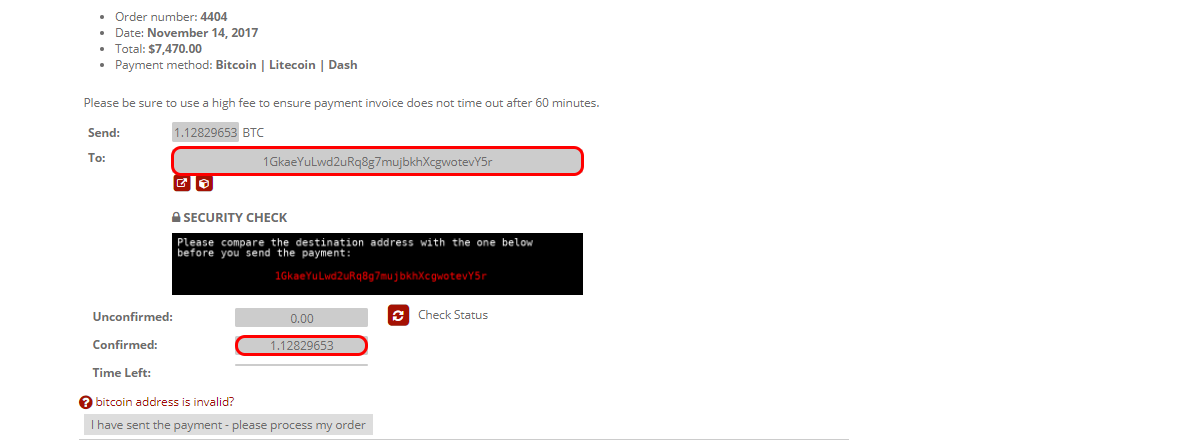 Order number: 4404
Date: November 14, 2017
Total: $7,470.00
Payment method: Bitcoin | Litecoin | Dash
Please be sure to use a high fee to ensure payment invoice does not time out after 60 minutes.
Send: 1.12829653 BTC
To: 1GkaeYuLwd2uRq8g7mujbkhXcgwotevY5r
SECURITY CHECK
Please compare the destination address with the one below
before you send the payment:
1GkaeYuLwd2uRq8g7mujbkhXcgwotevY5r
Unconfirmed: 0.00 Check Status
Confirmed: 1.12829653
Time Left:
? bitcoin address is invalid?
I have sent the payment - please process my order